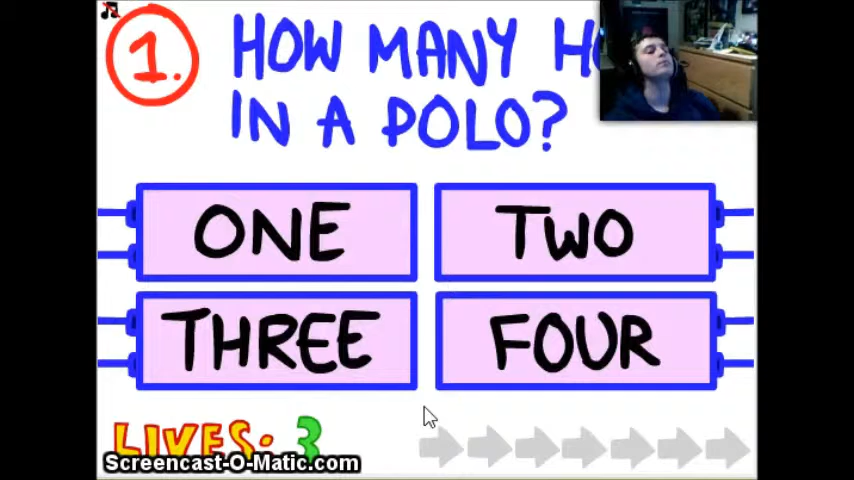 1.
HOW MANY
IN A POLO?
ONE
TWO
THREE
FOUR
LIVES: 3
Screencast-O-Matic.com